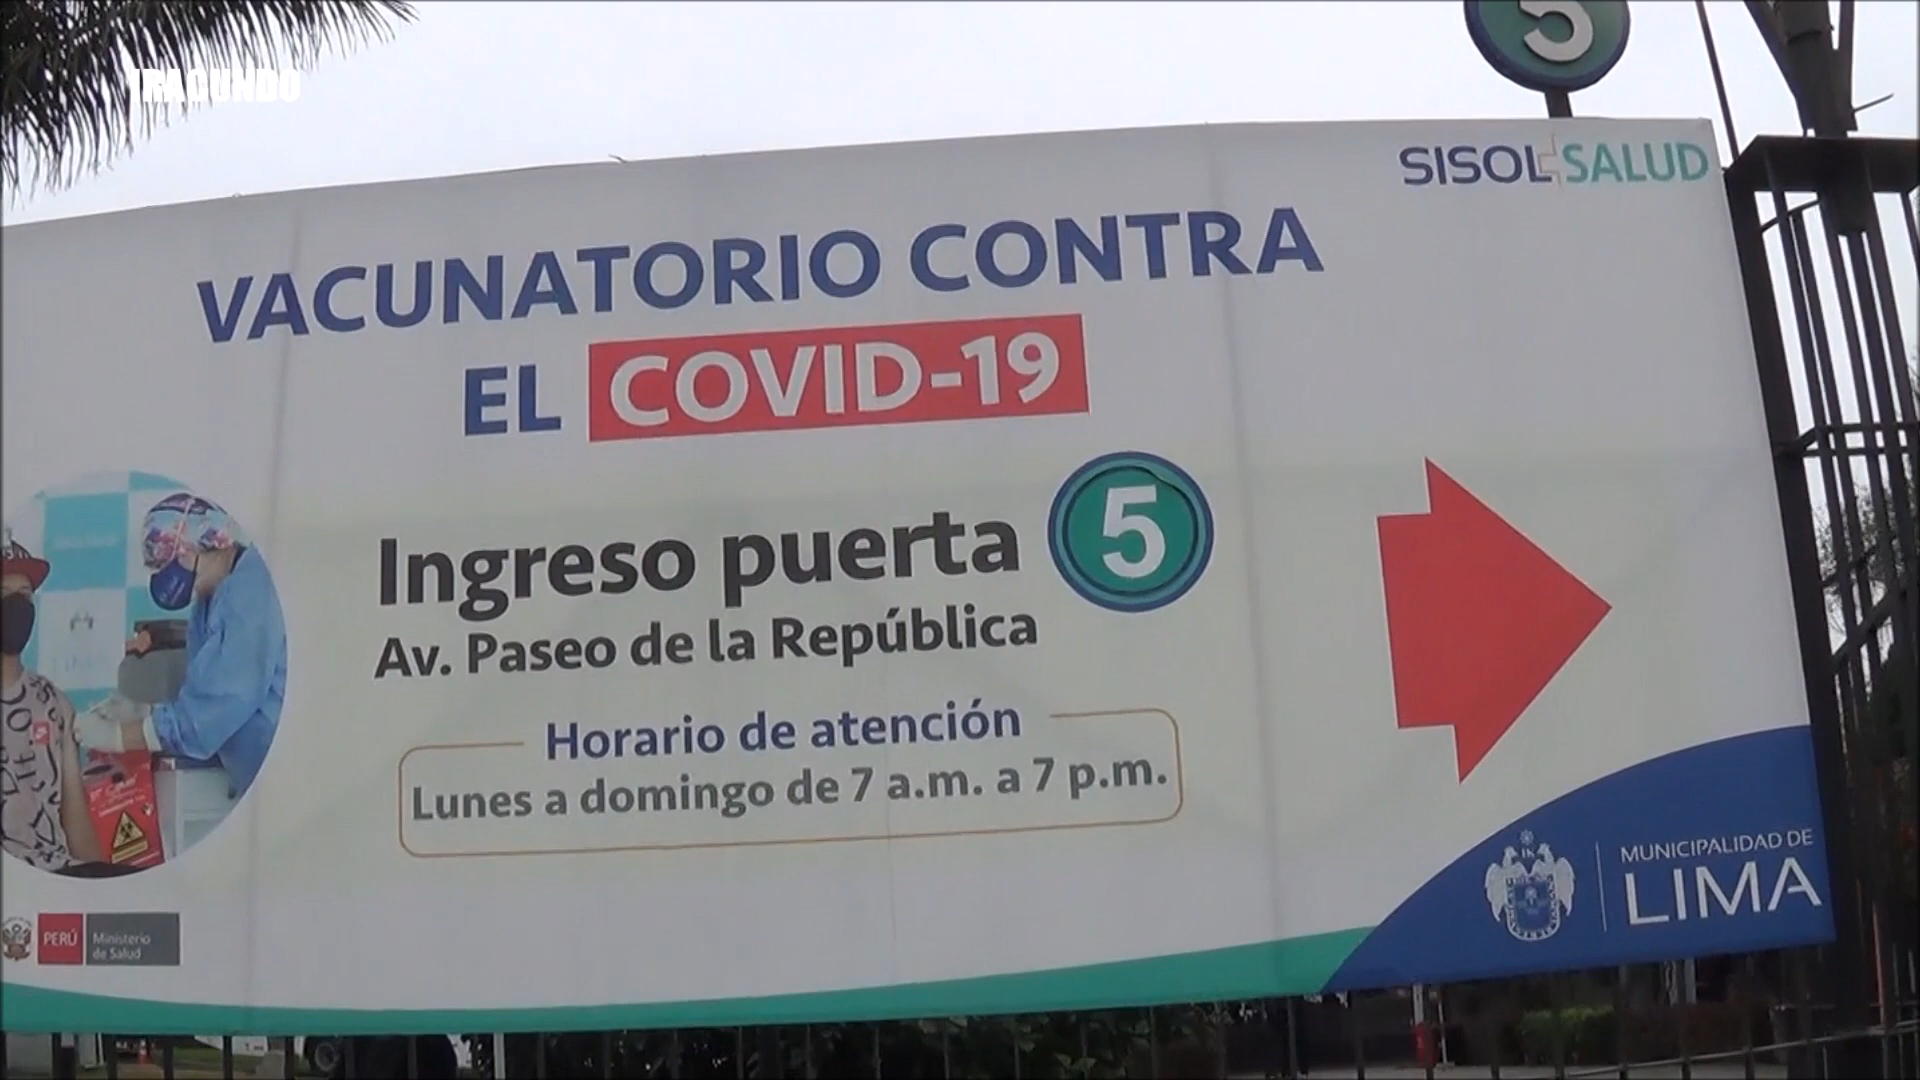 IRACUNDO
5
SISOL SALUD
VACUNATORIO CONTRA
EL COVID-19
Ingreso puerta 5
Av. Paseo de la República
Horario de atención
Lunes a domingo de 7 a.m. a 7 p.m.
PERÚ Ministerio
de Salud
MUNICIPALIDAD DE
LIMA